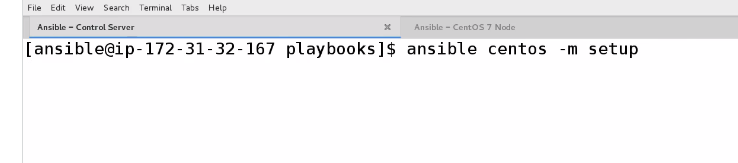 File Edit View Search Terminal Tabs Help
Ansible – Control Server × Ansible – CentOS 7 Node
[ansible@ip-172-31-32-167 playbooks]$ ansible centos -m setup